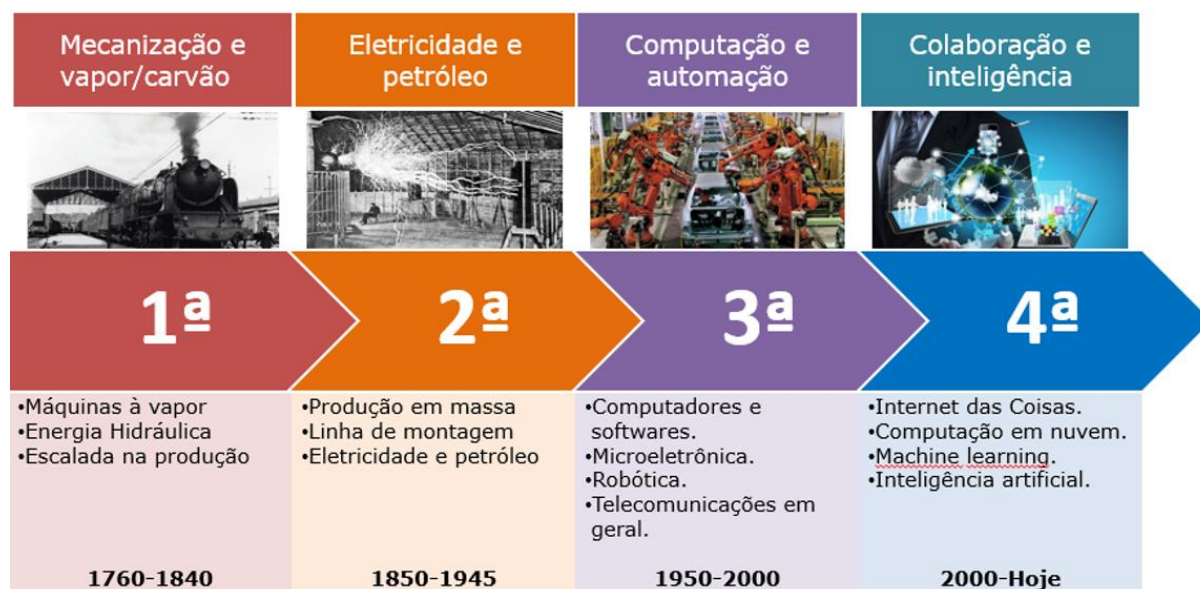 Mecanização e
vapor/carvão
Eletricidade e
petróleo
Computação e
automação
Colaboração e
inteligência
1ª
2ª
3ª
4ª
•Máquinas à vapor
•Energia Hidráulica
•Escalada na produção
1760-1840
•Produção em massa
•Linha de montagem
•Eletricidade e petróleo
1850-1945
•Computadores e
softwares.
•Microeletrônica.
•Robótica.
•Telecomunicações em
geral.
1950-2000
•Internet das Coisas.
•Computação em nuvem.
•Machine learning.
•Inteligência artificial.
2000-Hoje